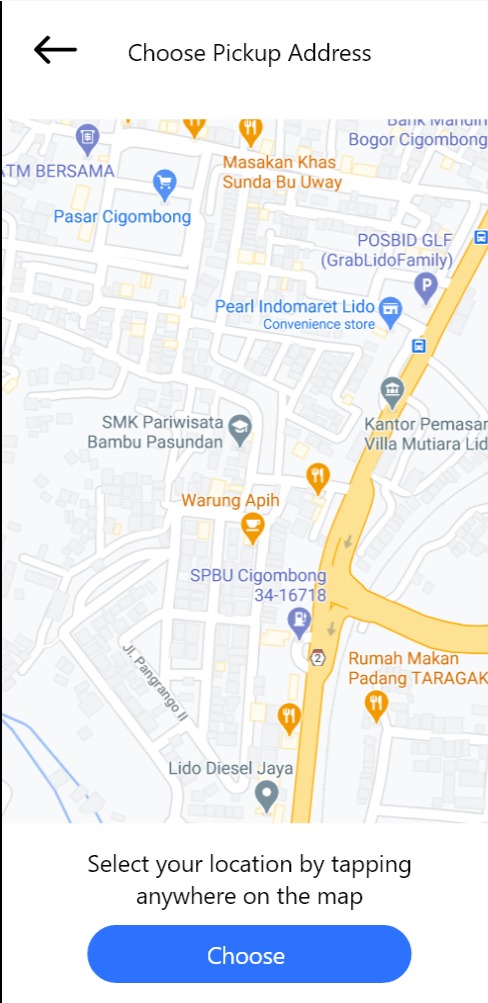 Choose Pickup Address
Bank Mandiri
Bogor Cigombong
ATM BERSAMA
Masakan Khas
Sunda Bu Uway
Pasar Cigombong
POSBID GLF
(GrabLidoFamily)
Pearl Indomaret Lido
Convenience store
SMK Pariwisata
Bambu Pasundan
Kantor Pemasar
Villa Mutiara Lid
Warung Apih
SPBU Cigombong
34-16718
2
Rumah Makan
Padang TARAGAK
Jl. Pangrango II
Lido Diesel Jaya
Select your location by tapping
anywhere on the map
Choose